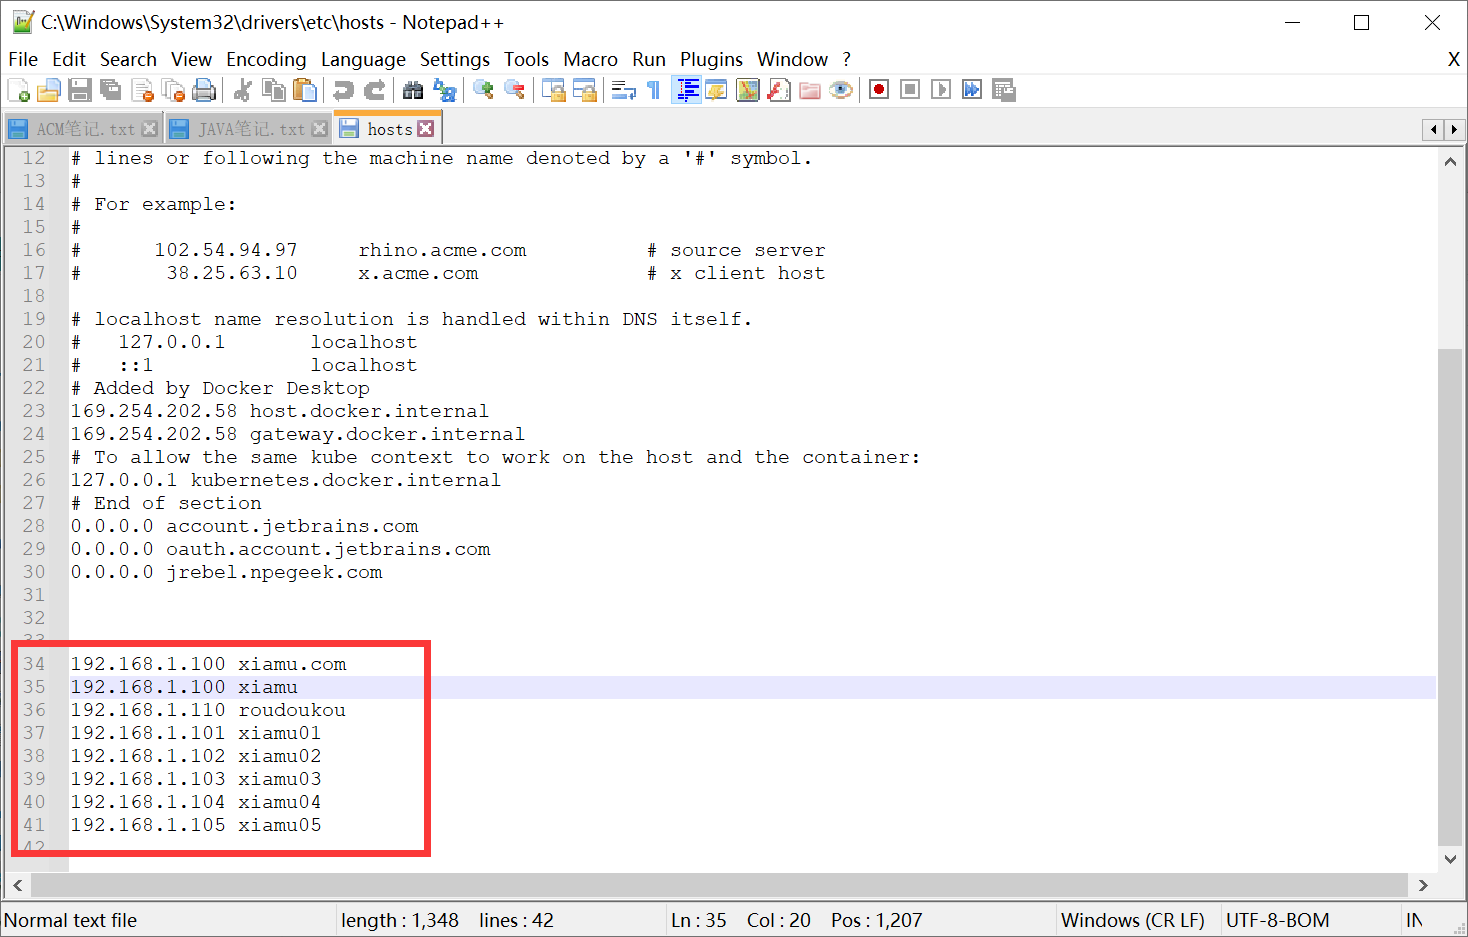 C:\Windows\System32\drivers\etc\hosts - Notepad++
File Edit Search View Encoding Language Settings Tools Macro Run Plugins Window ? X
ACM笔记.txt JAVA笔记.txt hosts
12 # lines or following the machine name denoted by a '#' symbol.
13 #
14 # For example:
15 #
16 #      102.54.94.97     rhino.acme.com          # source server
17 #       38.25.63.10     x.acme.com              # x client host
18
19 # localhost name resolution is handled within DNS itself.
20 #   127.0.0.1       localhost
21 #   ::1             localhost
22 # Added by Docker Desktop
23 169.254.202.58 host.docker.internal
24 169.254.202.58 gateway.docker.internal
25 # To allow the same kube context to work on the host and the container:
26 127.0.0.1 kubernetes.docker.internal
27 # End of section
28 0.0.0.0 account.jetbrains.com
29 0.0.0.0 oauth.account.jetbrains.com
30 0.0.0.0 jrebel.npegeek.com
31
32
33
34 192.168.1.100 xiamu.com
35 192.168.1.100 xiamu
36 192.168.1.110 roudoukou
37 192.168.1.101 xiamu01
38 192.168.1.102 xiamu02
39 192.168.1.103 xiamu03
40 192.168.1.104 xiamu04
41 192.168.1.105 xiamu05
42
Normal text file length : 1,348 lines : 42 Ln : 35 Col : 20 Pos : 1,207 Windows (CR LF) UTF-8-BOM IN